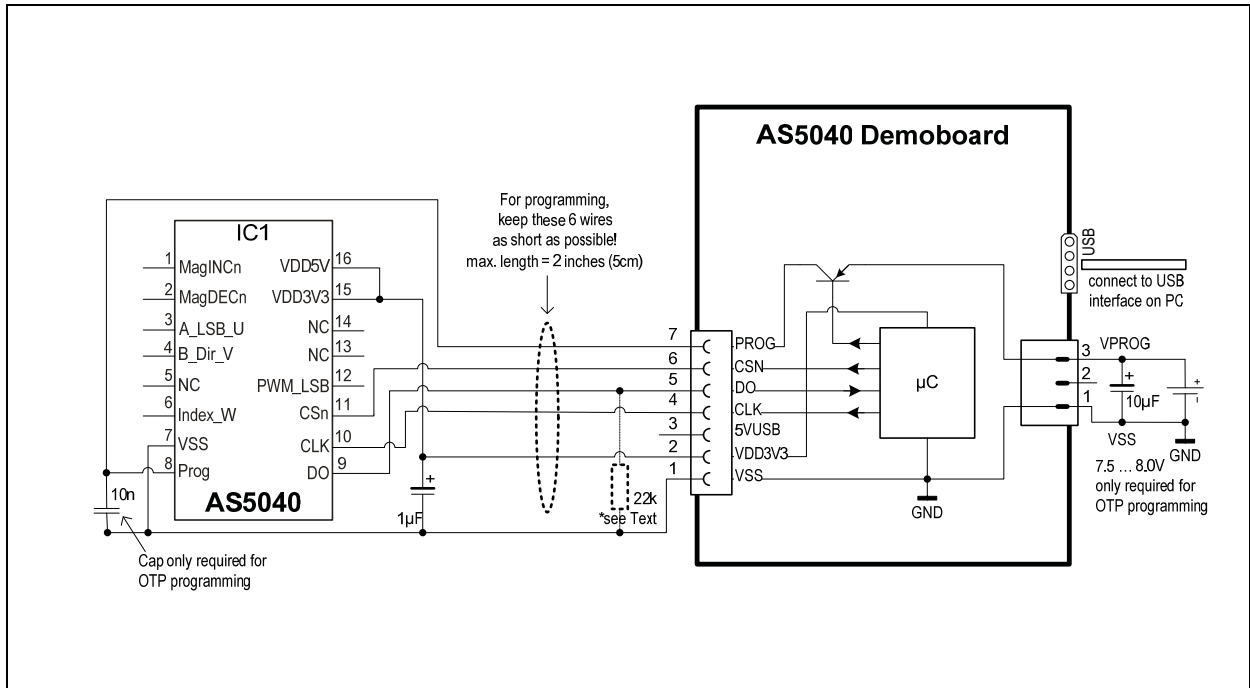 AS5040 Demoboard
For programming,
keep these 6 wires
as short as possible!
max. length = 2 inches (5cm)
IC1
1 MagINCn
2 MagDECn
3 A_LSB_U
4 B_Dir_V
5 NC
6 Index_W
7 VSS
8 Prog
VDD5V 16
VDD3V3 15
NC 14
NC 13
PWM_LSB 12
CSn 11
CLK 10
DO 9
AS5040
10n
Cap only required for
OTP programming
1µF
+
22k
*see Text
7 PROG
6 CSN
5 DO
4 CLK
3 5VUSB
2 VDD3V3
1 VSS
µC
GND
USB
connect to USB
interface on PC
3 VPROG
2
1
+
10µF
+
-
VSS
GND
7.5 ... 8.0V
only required for
OTP programming